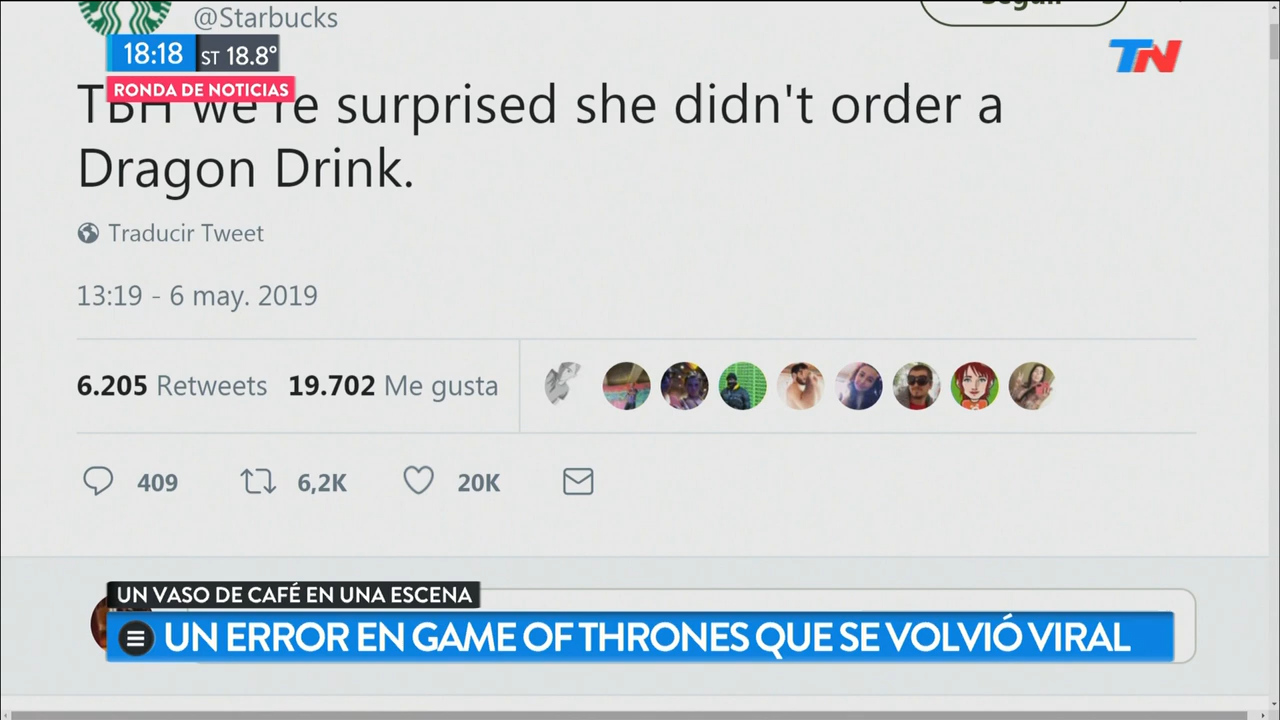 @Starbucks
18:18 ST 18.8°
TN
RONDA DE NOTICIAS
TBH we're surprised she didn't order a
Dragon Drink.
Traducir Tweet
13:19 - 6 may. 2019
6.205 Retweets 19.702 Me gusta
409 6,2K 20K
UN VASO DE CAFÉ EN UNA ESCENA
UN ERROR EN GAME OF THRONES QUE SE VOLVIÓ VIRAL